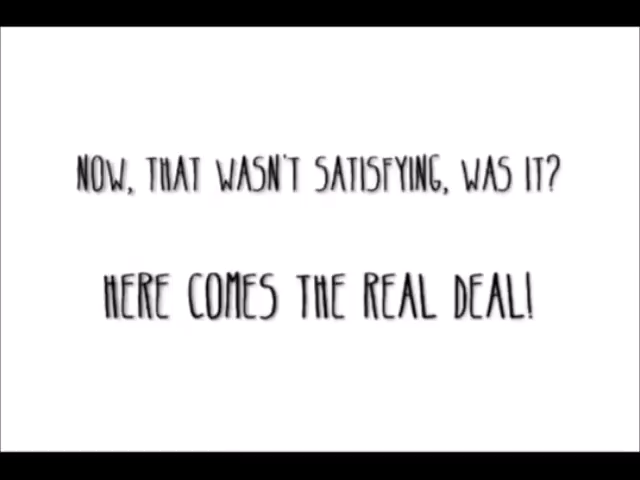 NOW, THAT WASN'T SATISFYING, WAS IT?
HERE COMES THE REAL DEAL!